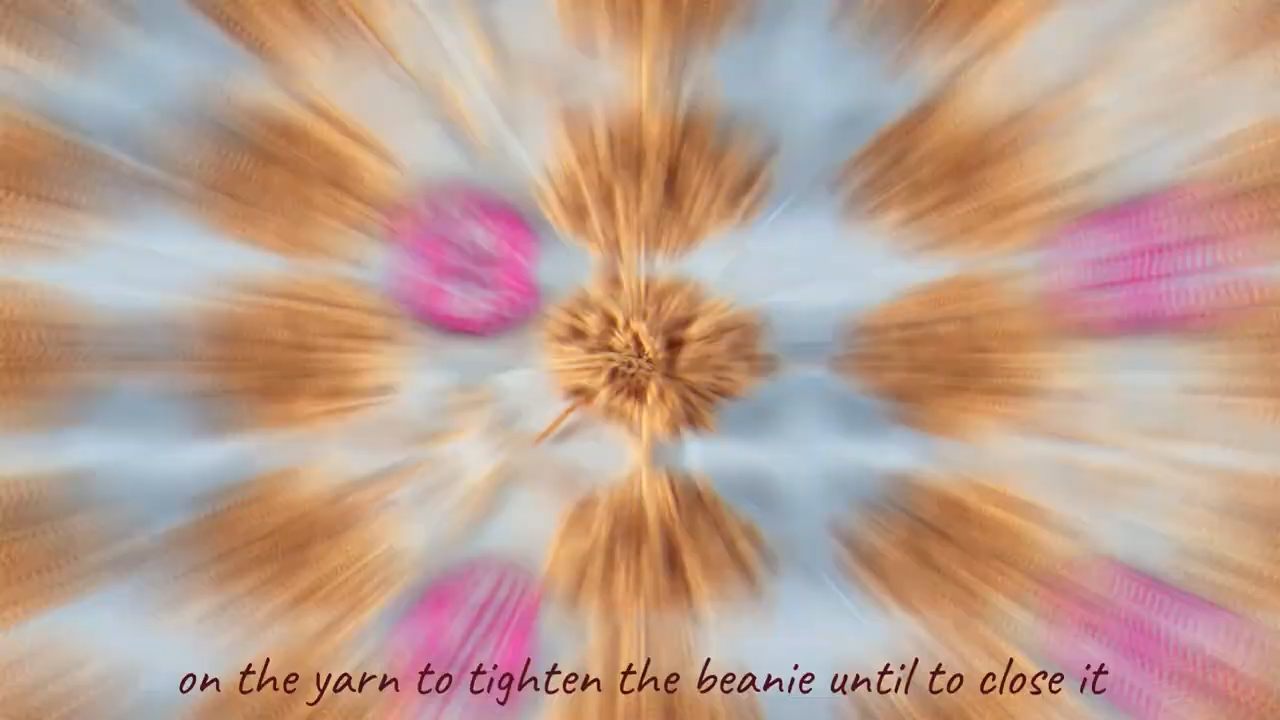 on the yarn to tighten the beanie until to close it